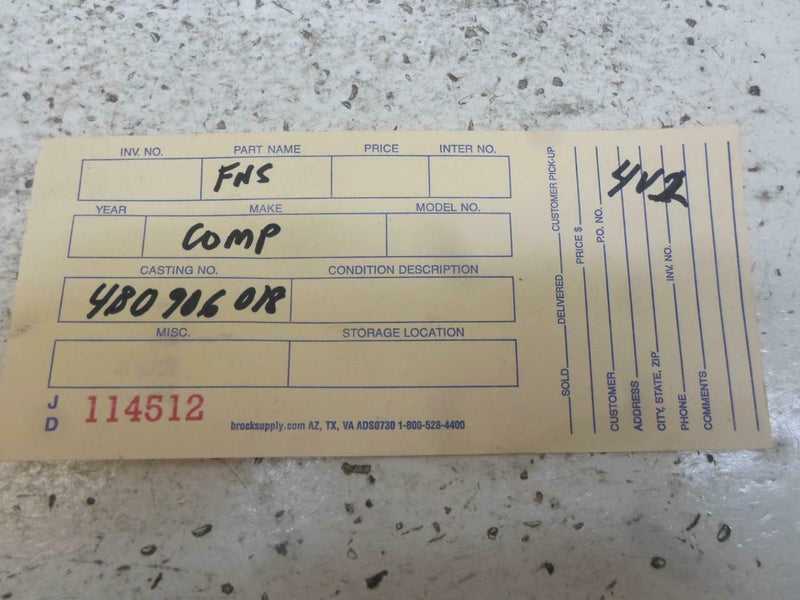 INV. NO. PART NAME PRICE INTER NO.
FNS
YEAR MAKE MODEL NO.
COMP
CASTING NO. CONDITION DESCRIPTION
480 906 018
MISC. STORAGE LOCATION
J
D
114512
brocksupply.com AZ, TX, VA ADS0730 1-800-528-4400
SOLD DELIVERED CUSTOMER PICK-UP
PRICE $
CUSTOMER P.O. NO.
ADDRESS
CITY, STATE, ZIP
PHONE INV. NO.
COMMENTS
4V2